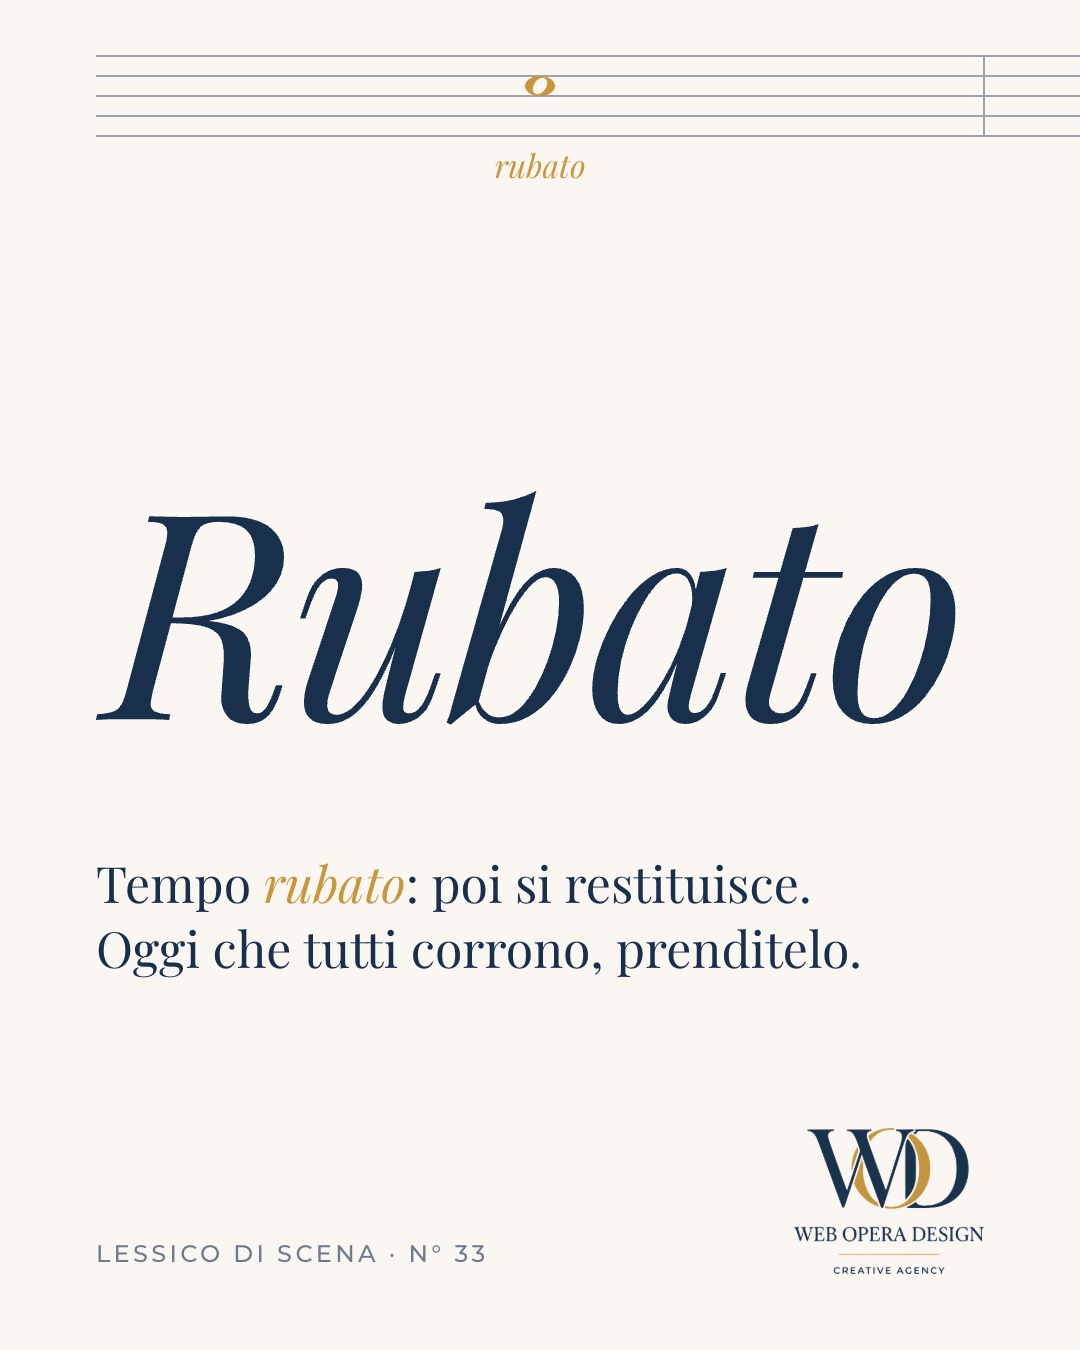 rubato
Rubato
Tempo rubato: poi si restituisce.
Oggi che tutti corrono, prenditelo.
LESSICO DI SCENA · N° 33
WOD
WEB OPERA DESIGN
CREATIVE AGENCY